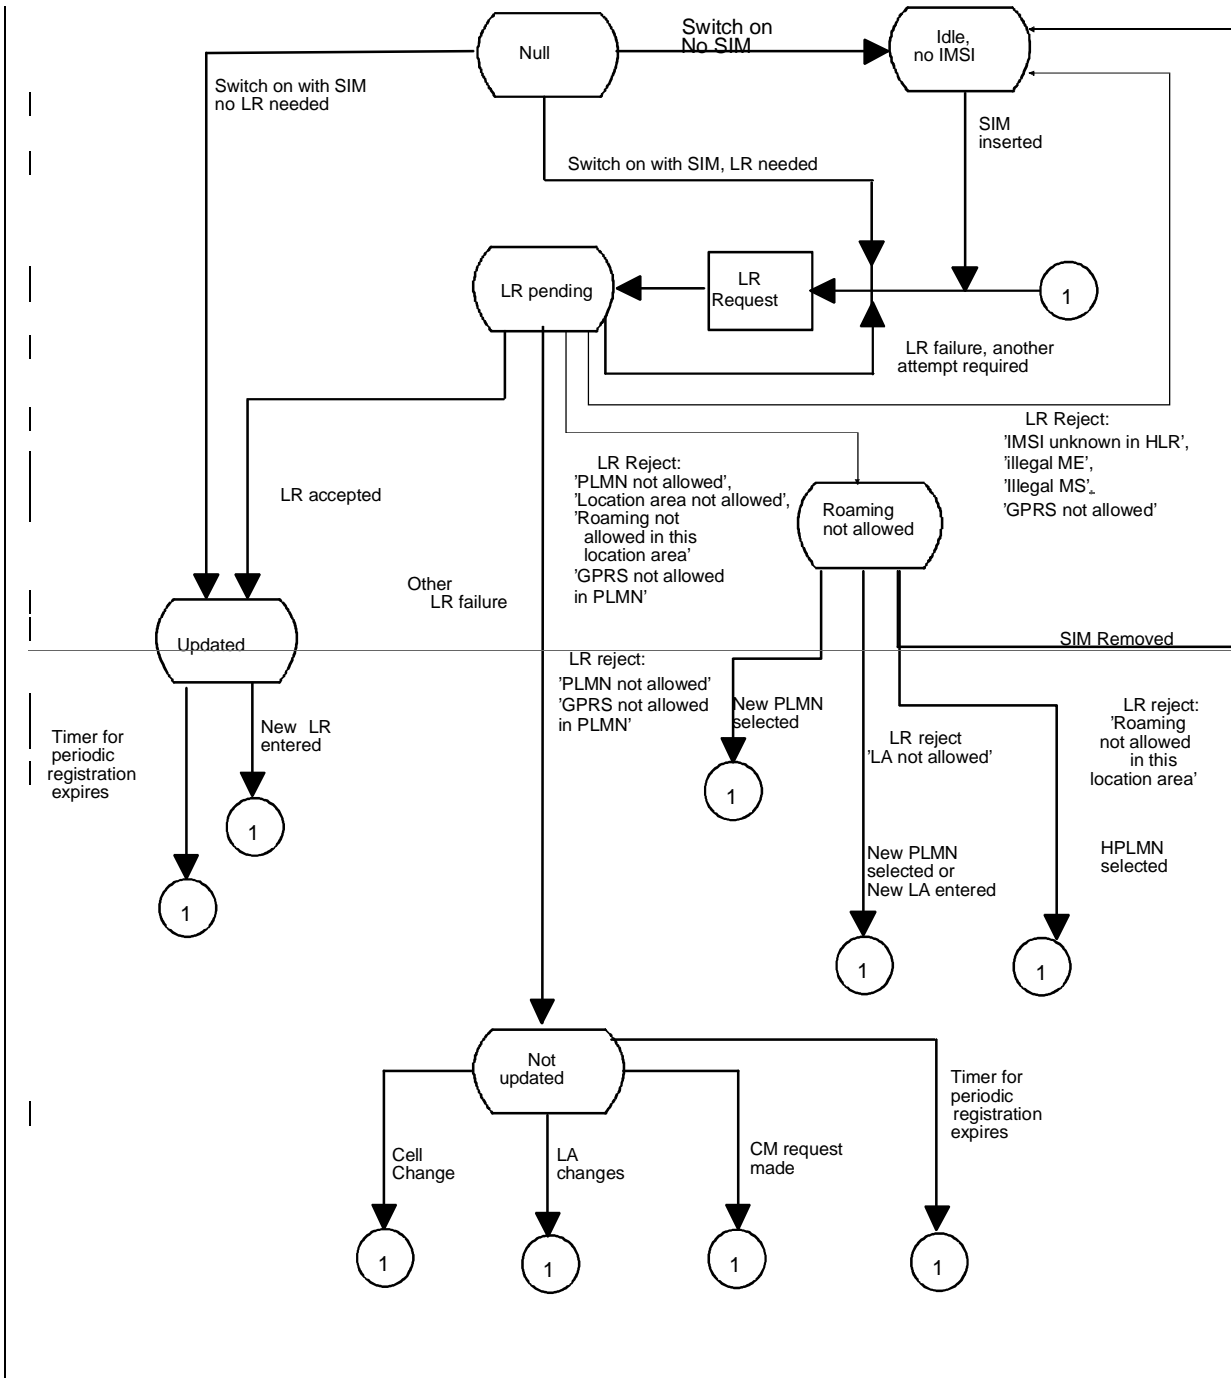 Null
Switch on
No SIM
Idle,
no IMSI
Switch on with SIM
no LR needed
SIM
inserted
Switch on with SIM, LR needed
LR pending
LR
Request
1
LR failure, another
attempt required
LR Reject:
'IMSI unknown in HLR',
'illegal ME',
'Illegal MS',
'GPRS not allowed'
LR Reject:
'PLMN not allowed',
'Location area not allowed',
'Roaming not
allowed in this
location area'
'GPRS not allowed
in PLMN'
LR accepted
Roaming
not allowed
Other
LR failure
Updated
SIM Removed
LR reject:
'PLMN not allowed'
'GPRS not allowed
in PLMN'
New PLMN
selected
LR reject
'LA not allowed'
LR reject:
'Roaming
not allowed
in this
location area'
Timer for
periodic
registration
expires
New LR
entered
1
1
1
New PLMN
selected or
New LA entered
HPLMN
selected
1
1
Not
updated
Timer for
periodic
registration
expires
Cell
Change
LA
changes
CM request
made
1
1
1
1